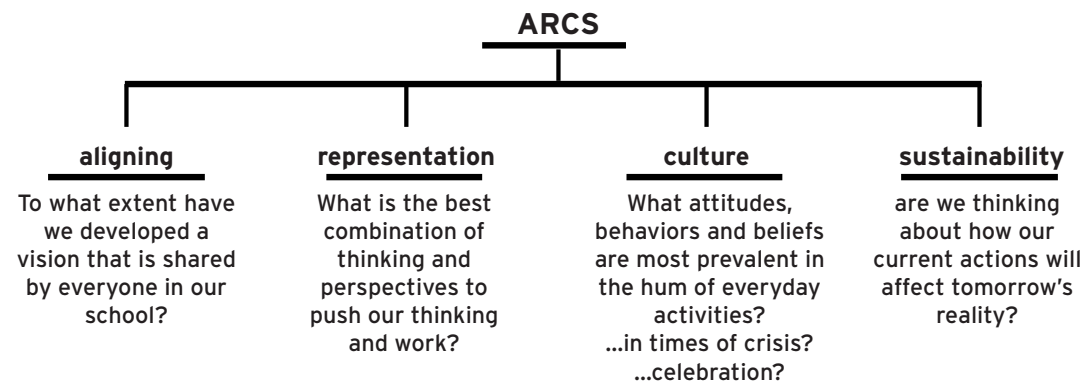 ARCS
aligning
To what extent have
we developed a
vision that is shared
by everyone in our
school?
representation
What is the best
combination of
thinking and
perspectives to
push our thinking
and work?
culture
What attitudes,
behaviors and beliefs
are most prevalent in
the hum of everyday
activities?
...in times of crisis?
...celebration?
sustainability
are we thinking
about how our
current actions will
affect tomorrow's
reality?